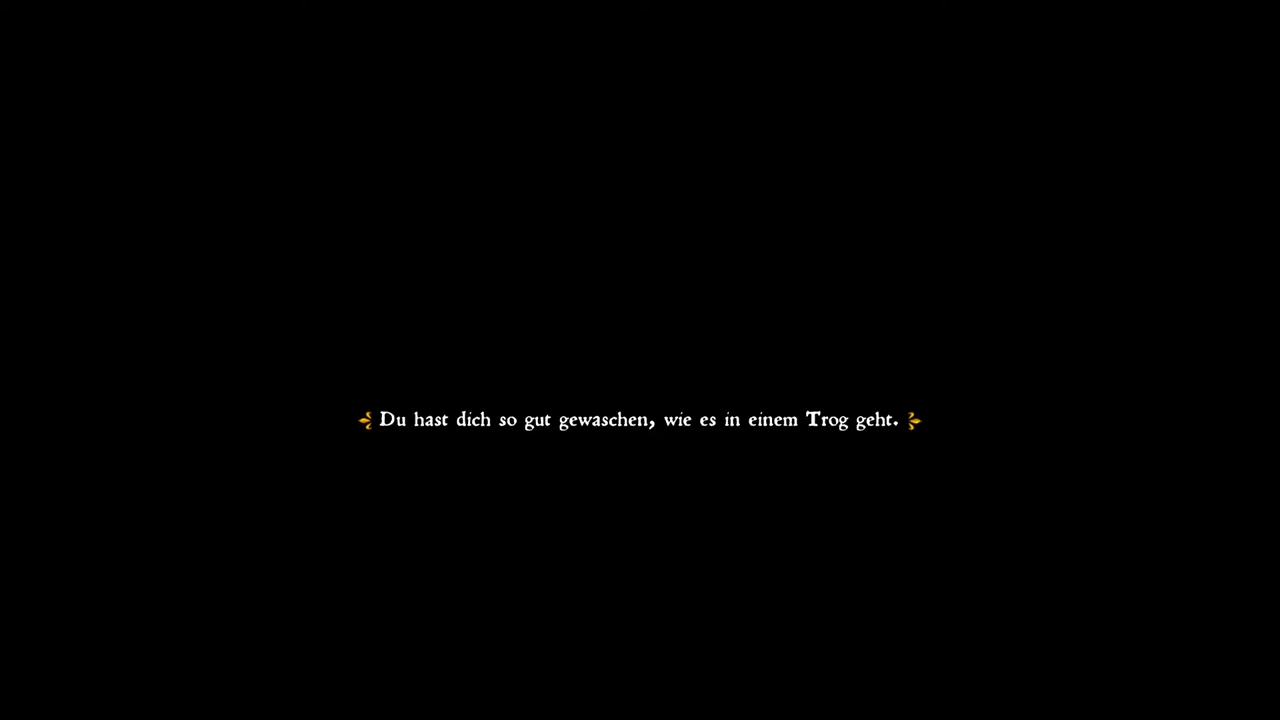 Du hast dich so gut gewaschen, wie es in einem Trog geht.